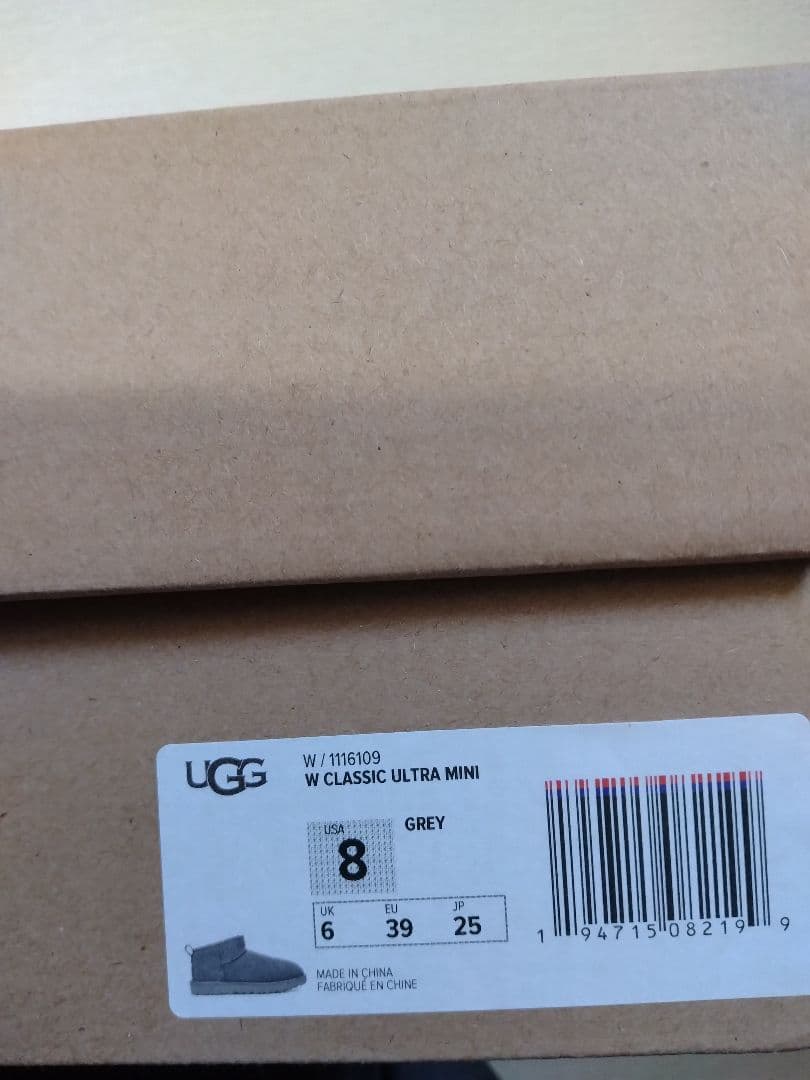 UGG
W / 1116109
W CLASSIC ULTRA MINI
USA
8
GREY
UK
6
EU
39
JP
25
MADE IN CHINA
FABRIQUÉ EN CHINE
1 94715 08219 9